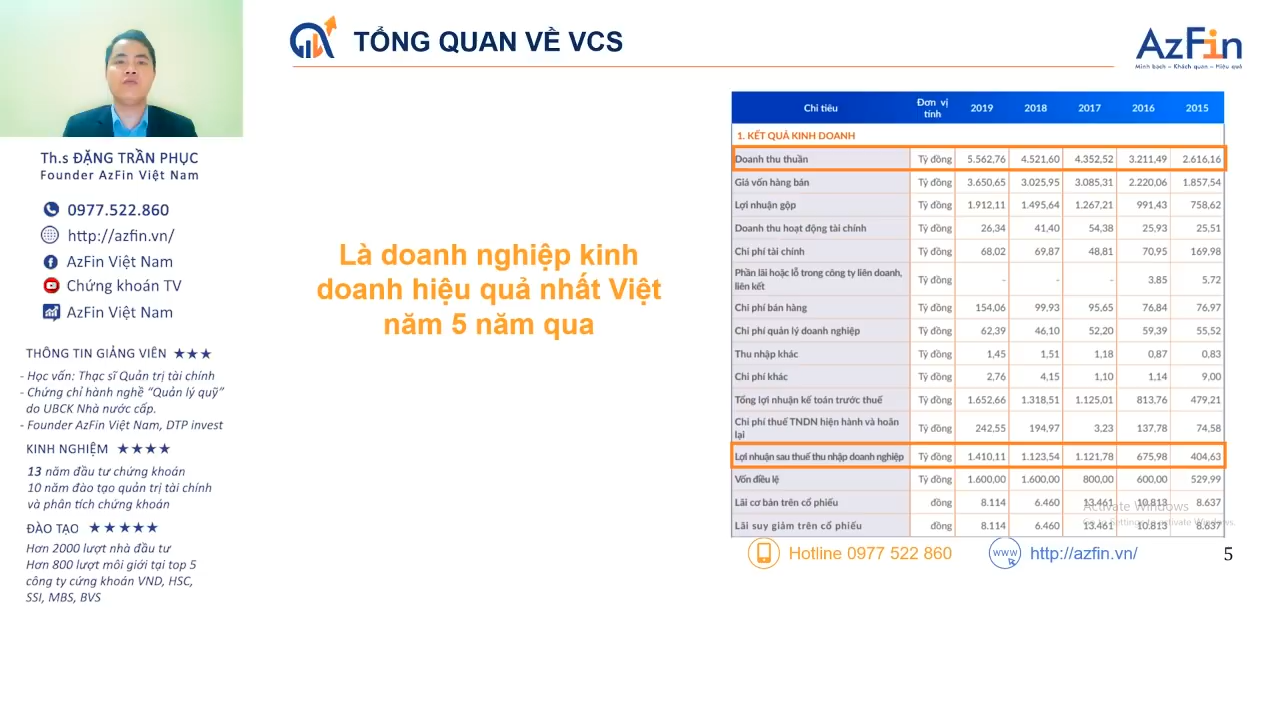 TỔNG QUAN VỀ VCS
AzFin
Minh bạch – Khách quan – Hiệu quả
Th.s ĐẶNG TRẦN PHỤC
Founder AzFin Việt Nam
0977.522.860
http://azfin.vn/
AzFin Việt Nam
Chứng khoán TV
AzFin Việt Nam
THÔNG TIN GIẢNG VIÊN ★★★
- Học vấn: Thạc sĩ Quản trị tài chính
- Chứng chỉ hành nghề “Quản lý quỹ”
do UBCK Nhà nước cấp.
- Founder AzFin Việt Nam, DTP invest
KINH NGHIỆM ★★★★
13 năm đầu tư chứng khoán
10 năm đào tạo quản trị tài chính
và phân tích chứng khoán
ĐÀO TẠO ★★★★★
Hơn 2000 lượt nhà đầu tư
Hơn 800 lượt môi giới tại top 5
công ty cứng khoán VND, HSC,
SSI, MBS, BVS
Là doanh nghiệp kinh
doanh hiệu quả nhất Việt
năm 5 năm qua
Chỉ tiêu Đơn vị tính 2019 2018 2017 2016 2015
1. KẾT QUẢ KINH DOANH
Doanh thu thuần Tỷ đồng 5.562,76 4.521,60 4.352,52 3.211,49 2.616,16
Giá vốn hàng bán Tỷ đồng 3.650,65 3.025,95 3.085,31 2.220,06 1.857,54
Lợi nhuận gộp Tỷ đồng 1.912,11 1.495,64 1.267,21 991,43 758,62
Doanh thu hoạt động tài chính Tỷ đồng 26,34 41,40 54,38 25,93 25,51
Chi phí tài chính Tỷ đồng 68,02 69,87 48,81 70,95 169,98
Phần lãi hoặc lỗ trong công ty liên doanh,
liên kết Tỷ đồng - - - 3,85 5,72
Chi phí bán hàng Tỷ đồng 154,06 99,93 95,65 76,84 76,97
Chi phí quản lý doanh nghiệp Tỷ đồng 62,39 46,10 52,20 59,39 55,52
Thu nhập khác Tỷ đồng 1,45 1,51 1,18 0,87 0,83
Chi phí khác Tỷ đồng 2,76 4,15 1,10 1,14 9,00
Tổng lợi nhuận kế toán trước thuế Tỷ đồng 1.652,66 1.318,51 1.125,01 813,76 479,21
Chi phí thuế TNDN hiện hành và hoãn
lại Tỷ đồng 242,55 194,97 3,23 137,78 74,58
Lợi nhuận sau thuế thu nhập doanh nghiệp Tỷ đồng 1.410,11 1.123,54 1.121,78 675,98 404,63
Vốn điều lệ Tỷ đồng 1.600,00 1.600,00 800,00 600,00 529,99
Lãi cơ bản trên cổ phiếu đồng 8.114 6.460 13.461 10.813 8.637
Lãi suy giảm trên cổ phiếu đồng 8.114 6.460 13.461 10.813 8.637
Activate Windows
Go to Settings to activate Windows.
Hotline 0977 522 860
www
http://azfin.vn/
5